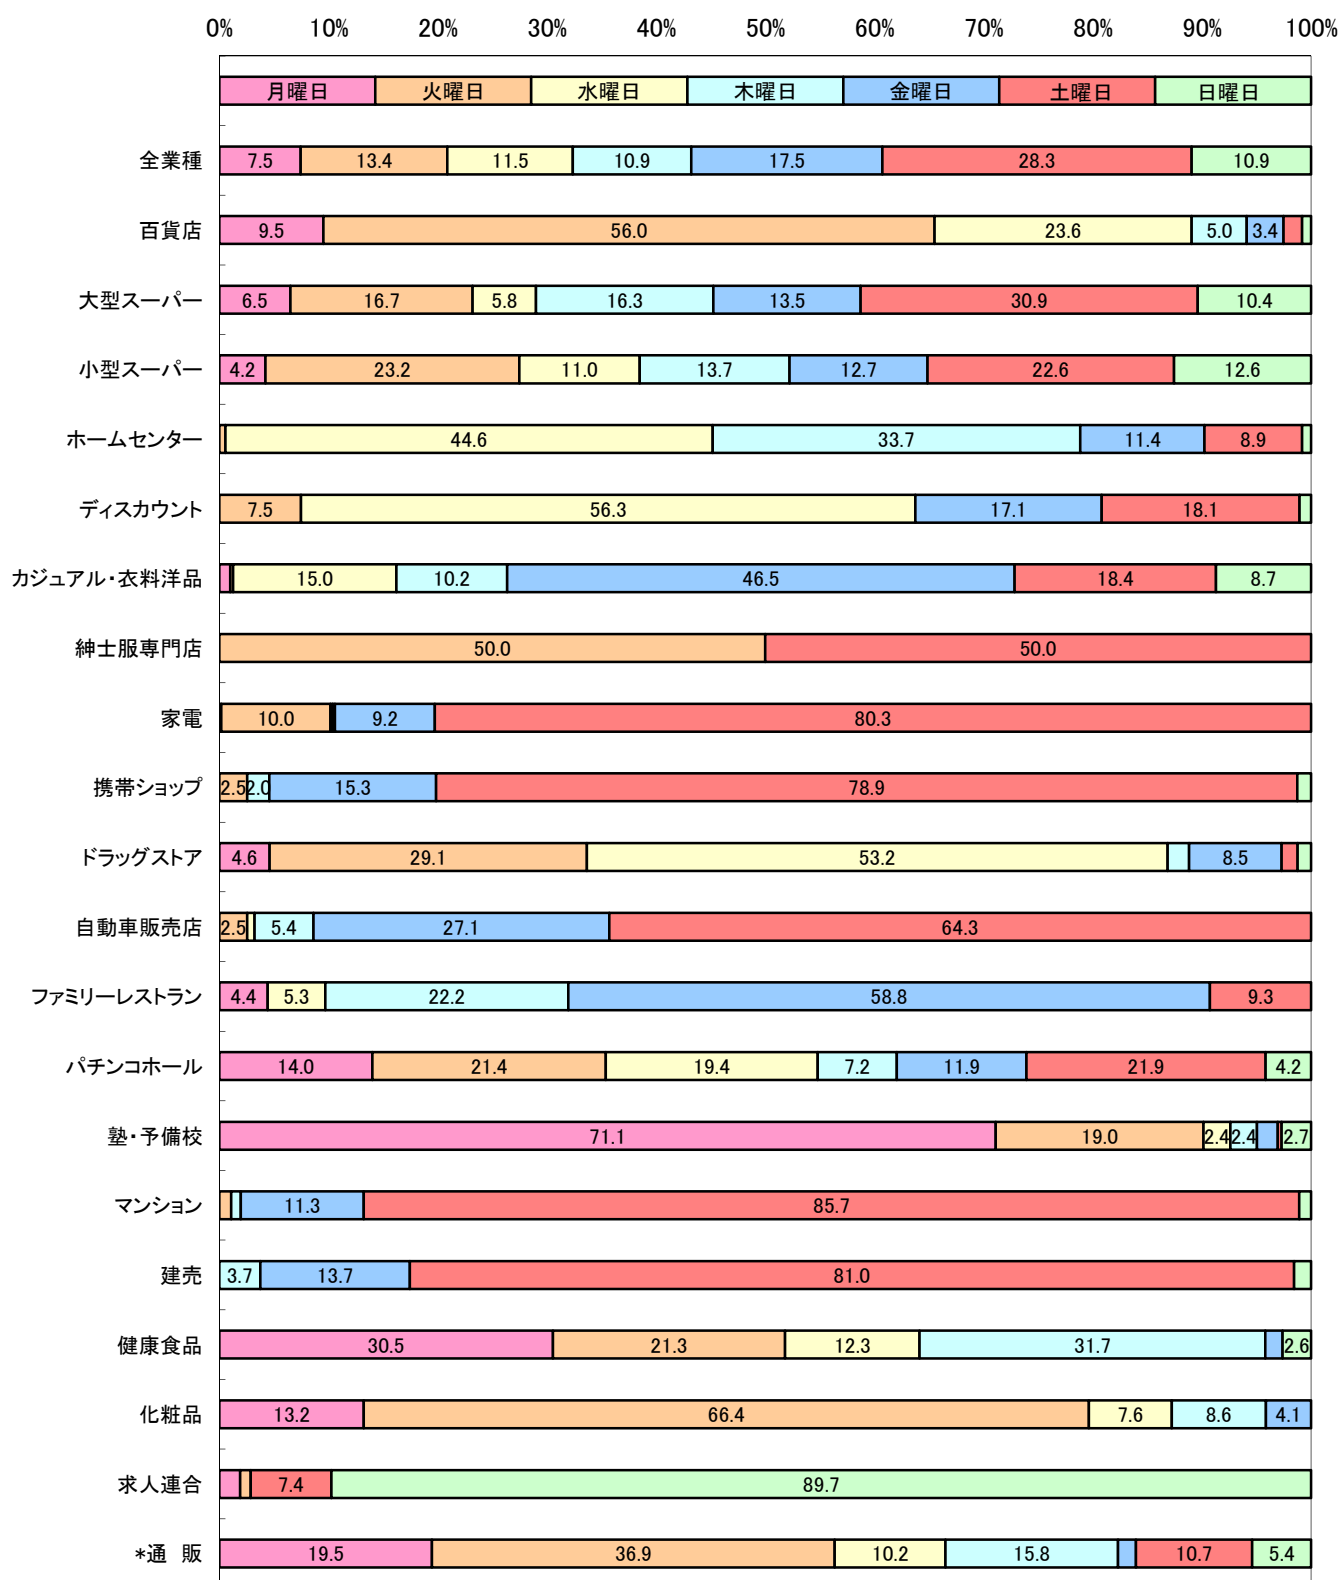 0% 10% 20% 30% 40% 50% 60% 70% 80% 90% 100%
月曜日 火曜日 水曜日 木曜日 金曜日 土曜日 日曜日
全業種 7.5 13.4 11.5 10.9 17.5 28.3 10.9
百貨店 9.5 56.0 23.6 5.0 3.4
大型スーパー 6.5 16.7 5.8 16.3 13.5 30.9 10.4
小型スーパー 4.2 23.2 11.0 13.7 12.7 22.6 12.6
ホームセンター 44.6 33.7 11.4 8.9
ディスカウント 7.5 56.3 17.1 18.1
カジュアル・衣料洋品 15.0 10.2 46.5 18.4 8.7
紳士服専門店 50.0 50.0
家電 10.0 9.2 80.3
携帯ショップ 2.5 2.0 15.3 78.9
ドラッグストア 4.6 29.1 53.2 8.5
自動車販売店 2.5 5.4 27.1 64.3
ファミリーレストラン 4.4 5.3 22.2 58.8 9.3
パチンコホール 14.0 21.4 19.4 7.2 11.9 21.9 4.2
塾・予備校 71.1 19.0 2.4 2.4 2.7
マンション 11.3 85.7
建売 3.7 13.7 81.0
健康食品 30.5 21.3 12.3 31.7 2.6
化粧品 13.2 66.4 7.6 8.6 4.1
求人連合 7.4 89.7
*通　販 19.5 36.9 10.2 15.8 10.7 5.4